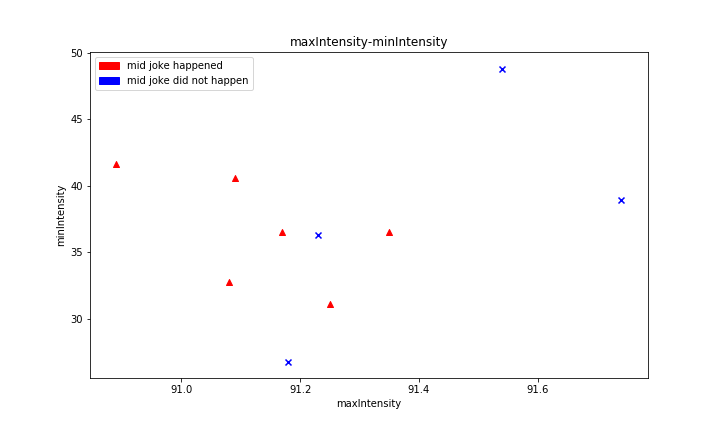 maxIntensity-minIntensity
mid joke happened
mid joke did not happen
50
45
40
35
30
minIntensity
91.0 91.2 91.4 91.6
maxIntensity